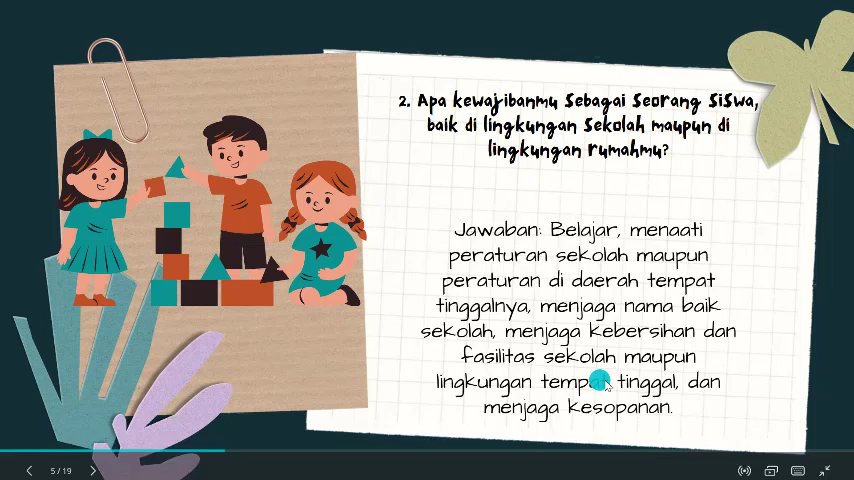 2. Apa kewajibanmu sebagai seorang siswa,
baik di lingkungan sekolah maupun di
lingkungan rumahmu?
Jawaban: Belajar, menaati
peraturan sekolah maupun
peraturan di daerah tempat
tinggalnya, menjaga nama baik
sekolah, menjaga kebersihan dan
fasilitas sekolah maupun
lingkungan tempat tinggal, dan
menjaga kesopanan.
5 / 19